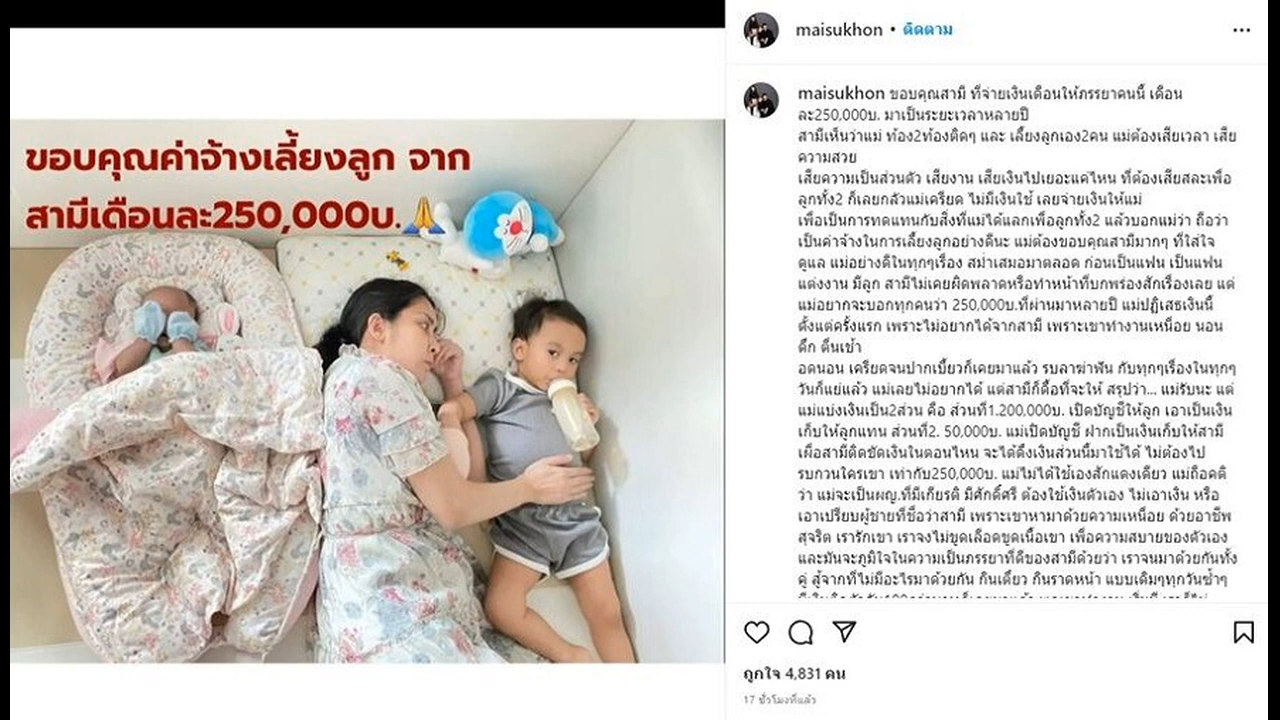 ขอบคุณค่าจ้างเลี้ยงลูก จาก
สามีเดือนละ250,000บ.🙏
maisukhon • ติดตาม
maisukhon ขอบคุณสามี ที่จ่ายเงินเดือนให้ภรรยาคนนี้ เดือน
ละ250,000บ. มาเป็นระยะเวลาหลายปี
สามีเห็นว่าแม่ ท้อง2ท้องติดๆ และ เลี้ยงลูกเอง2คน แม่ต้องเสียเวลา เสีย
ความสวย
เสียความเป็นส่วนตัว เสียงาน เสียเงินไปเยอะแค่ไหน ที่ต้องเสียสละเพื่อ
ลูกทั้ง2 ก็เลยกลัวแม่เครียด ไม่มีเงินใช้ เลยจ่ายเงินให้แม่
เพื่อเป็นการทดแทนกับสิ่งที่แม่ได้แลกเพื่อลูกทั้ง2 แล้วบอกแม่ว่า ถือว่า
เป็นค่าจ้างในการเลี้ยงลูกอย่างดีนะ แม่ต้องขอบคุณสามีมากๆ ที่ใส่ใจ
ดูแล แม่อย่างดีในทุกๆเรื่อง สม่ำเสมอมาตลอด ก่อนเป็นแฟน เป็นแฟน
แต่งงาน มีลูก สามีไม่เคยผิดพลาดหรือทำหน้าที่บกพร่องสักเรื่องเลย แต่
แม่อยากจะบอกทุกคนว่า 250,000บ.ที่ผ่านมาหลายปี แม่ปฏิเสธเงินนี้
ตั้งแต่ครั้งแรก เพราะไม่อยากได้จากสามี เพราะเขาทำงานเหนื่อย นอน
ดึก ตื่นเช้า
อดนอน เครียดจนปากเบี้ยวก็เคยมาแล้ว รบลาฆ่าฟัน กับทุกๆเรื่องในทุกๆ
วันก็แย่แล้ว แม่เลยไม่อยากได้ แต่สามีก็ดื้อที่จะให้ สรุปว่า... แม่รับนะ แต่
แม่แบ่งเงินเป็น2ส่วน คือ ส่วนที่1.200,000บ. เปิดบัญชีให้ลูก เอาเป็นเงิน
เก็บให้ลูกแทน ส่วนที่2. 50,000บ. แม่เปิดบัญชี ฝากเป็นเงินเก็บให้สามี
เผื่อสามีติดขัดเงินในตอนไหน จะได้ดึงเงินส่วนนี้มาใช้ได้ ไม่ต้องไป
รบกวนใครเขา เท่ากับ250,000บ. แม่ไม่ได้ใช้เองสักแดงเดียว แม่ถือคติ
ว่า แม่จะเป็นผญ.ที่มีเกียรติ มีศักดิ์ศรี ต้องใช้เงินตัวเอง ไม่เอาเงิน หรือ
เอาเปรียบผู้ชายที่ชื่อว่าสามี เพราะเขาหามาด้วยความเหนื่อย ด้วยอาชีพ
สุจริต เรารักเขา เราจงไม่ขูดเลือดขูดเนื้อเขา เพื่อความสบายของตัวเอง
และมันจะภูมิใจในความเป็นภรรยาที่ดีของสามีด้วยว่า เราจนมาด้วยกันทั้ง
คู่ สู้จากที่ไม่มีอะไรมาด้วยกัน กินเตี๋ยว กินราดหน้า แบบเดิมๆทุกวันซ้ำๆ
ถูกใจ 4,831 คน
17 ชั่วโมงที่แล้ว